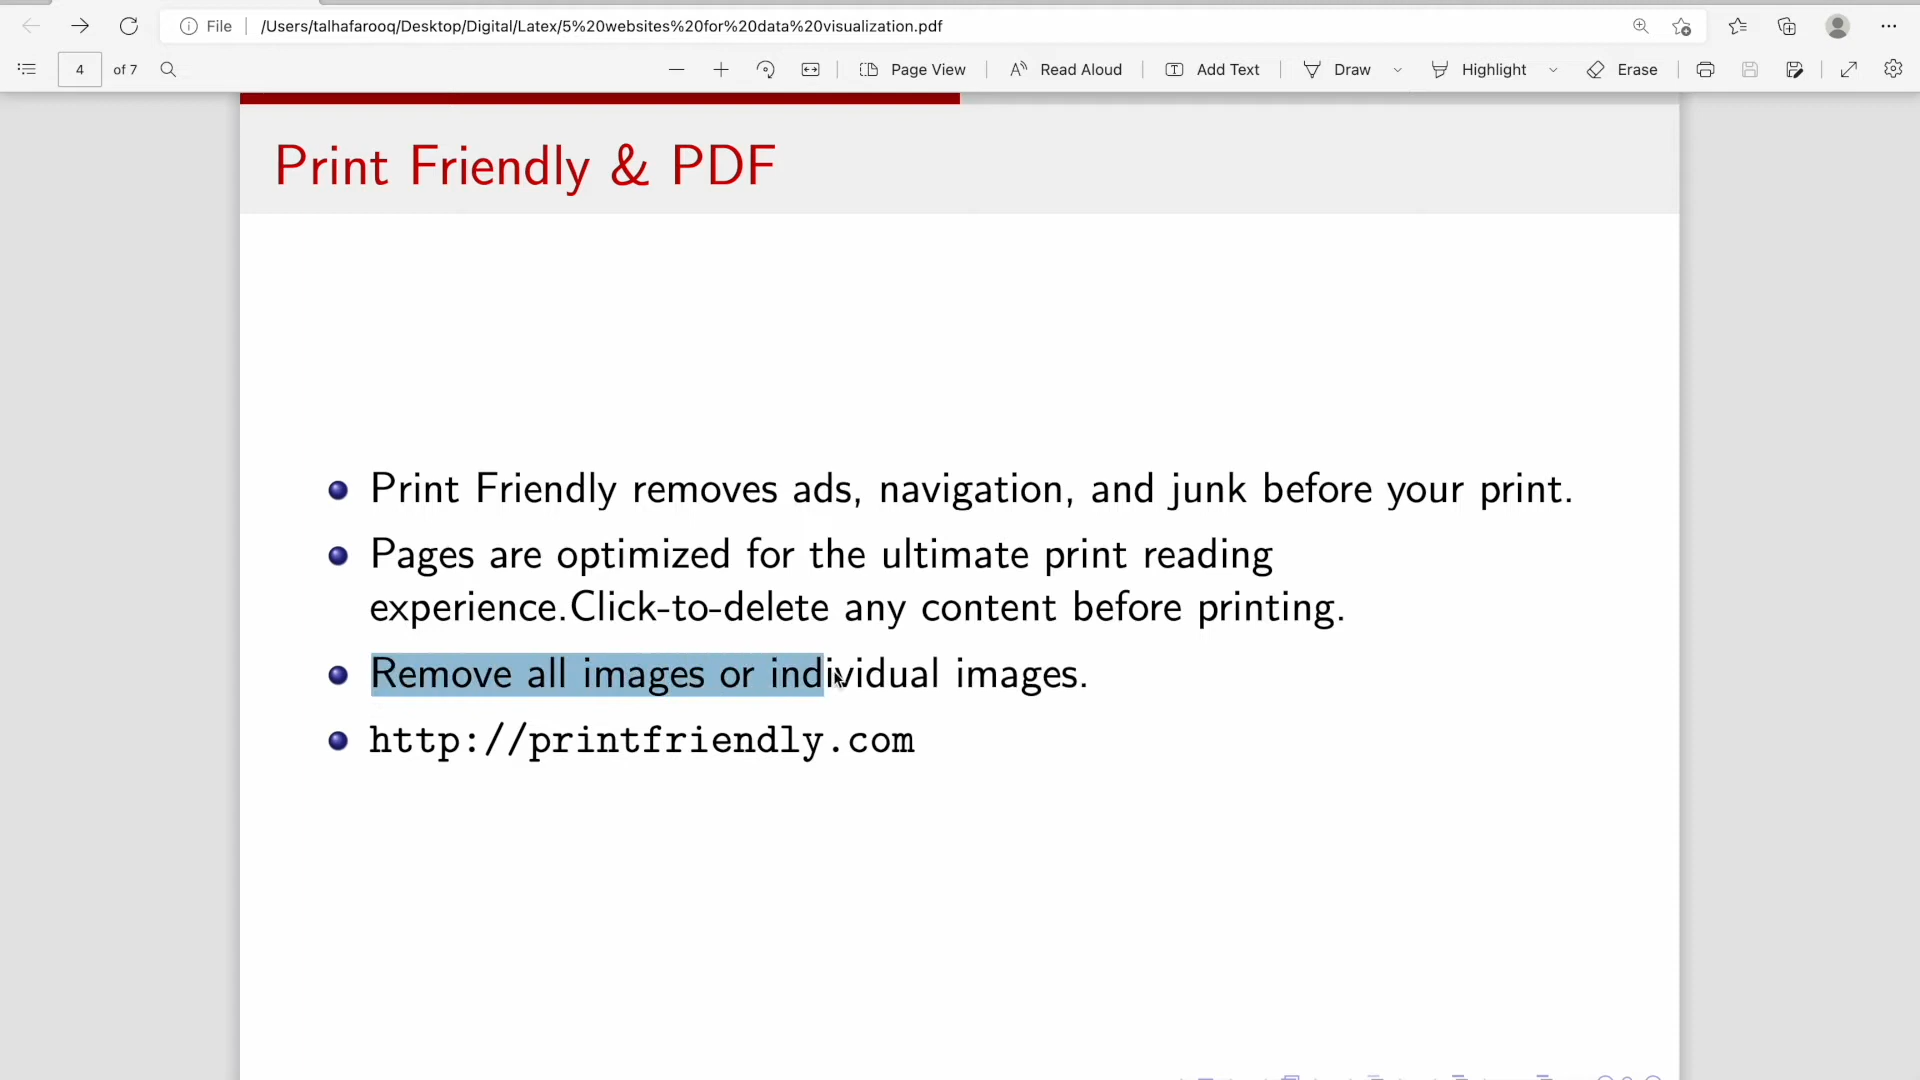 File /Users/talhafarooq/Desktop/Digital/Latex/5%20websites%20for%20data%20visualization.pdf
4 of 7 Page View Read Aloud Add Text Draw Highlight Erase
Print Friendly & PDF
Print Friendly removes ads, navigation, and junk before your print.
Pages are optimized for the ultimate print reading
experience.Click-to-delete any content before printing.
Remove all images or individual images.
http://printfriendly.com